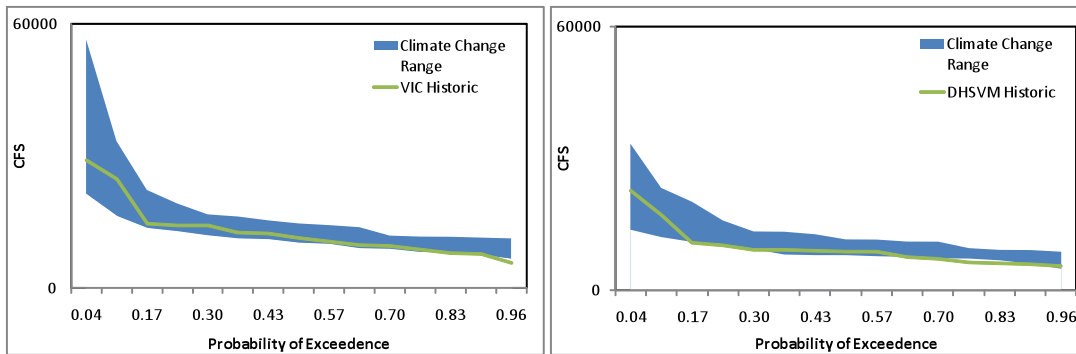 60000
CFS
0
Climate Change
Range
VIC Historic
0.04 0.17 0.30 0.43 0.57 0.70 0.83 0.96
Probability of Exceedence
60000
CFS
0
Climate Change
Range
DHSVM Historic
0.04 0.17 0.30 0.43 0.57 0.70 0.83 0.96
Probability of Exceedence